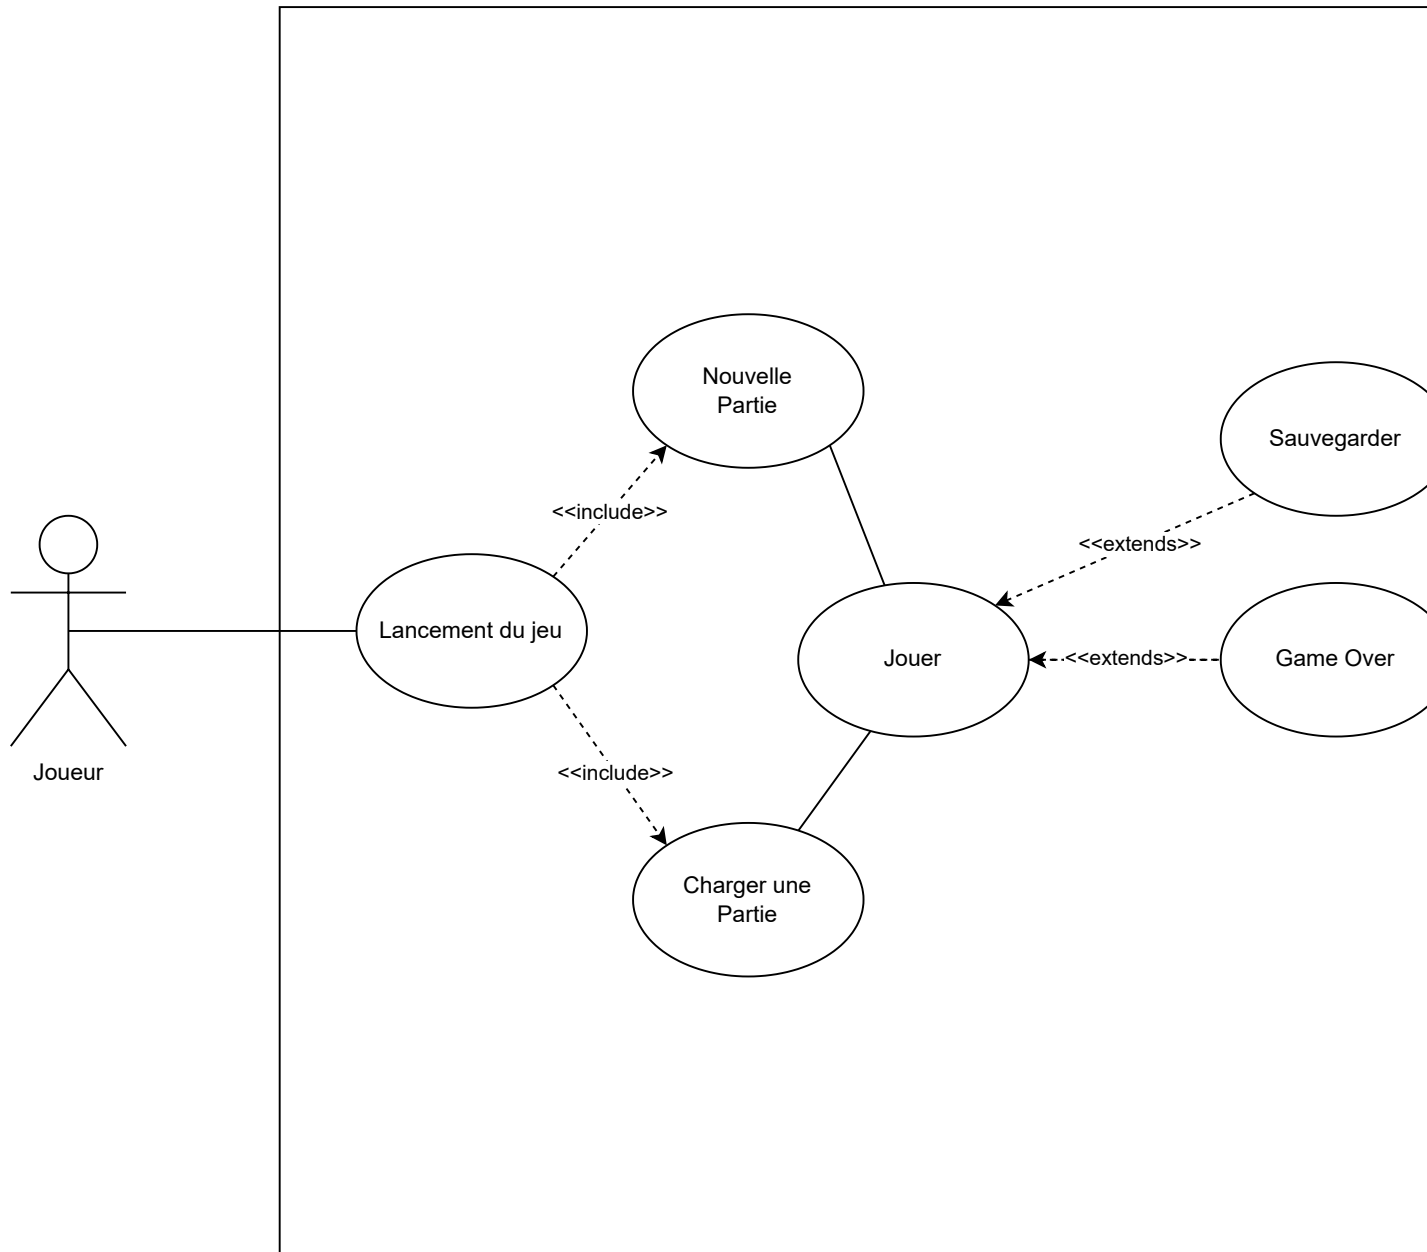 Nouvelle
Partie
Sauvegarder
<<include>>
<<extends>>
Lancement du jeu
Jouer
<<extends>>
Game Over
Joueur
<<include>>
Charger une
Partie